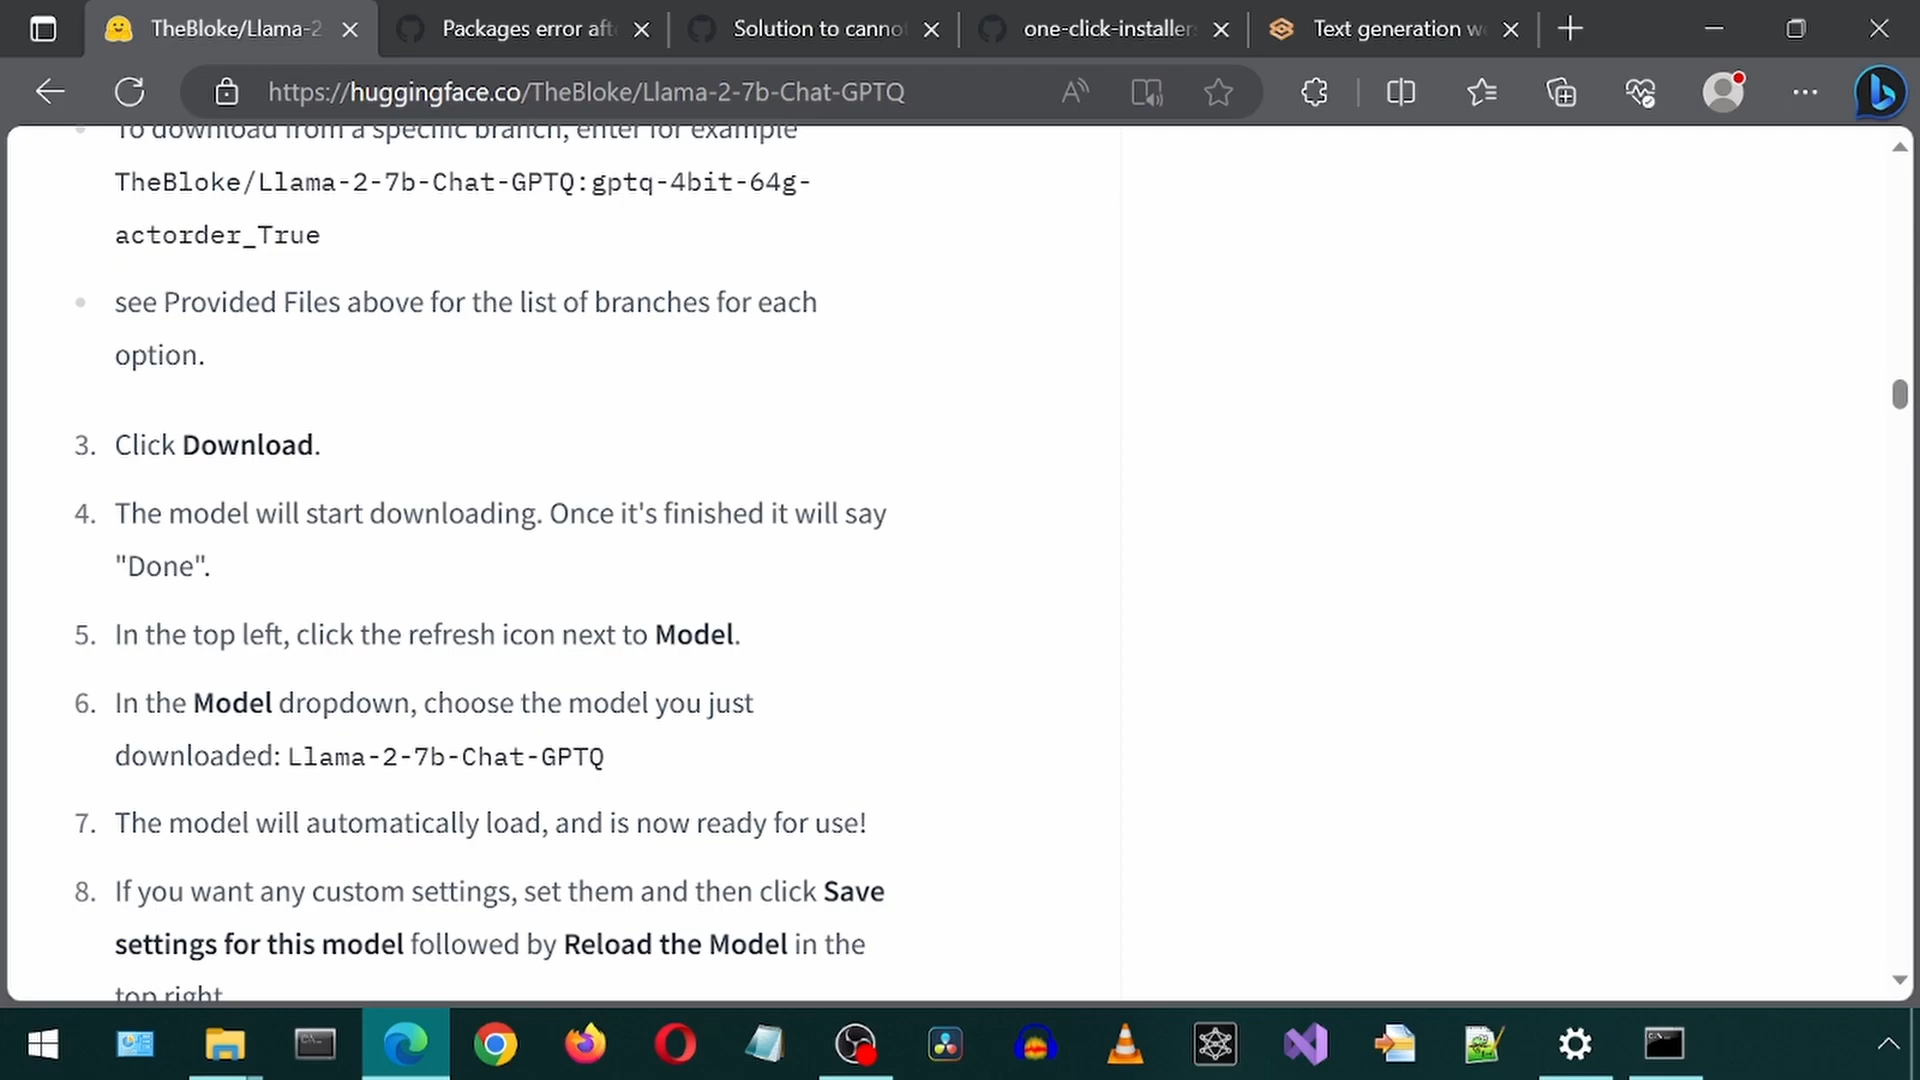 TheBloke/Llama-2
Packages error aft
Solution to canno
one-click-installer
Text generation w
https://huggingface.co/TheBloke/Llama-2-7b-Chat-GPTQ
To download from a specific branch, enter for example
TheBloke/Llama-2-7b-Chat-GPTQ:gptq-4bit-64g-
actorder_True
see Provided Files above for the list of branches for each
option.
3. Click Download.
4. The model will start downloading. Once it's finished it will say
"Done".
5. In the top left, click the refresh icon next to Model.
6. In the Model dropdown, choose the model you just
downloaded: Llama-2-7b-Chat-GPTQ
7. The model will automatically load, and is now ready for use!
8. If you want any custom settings, set them and then click Save
settings for this model followed by Reload the Model in the
top right